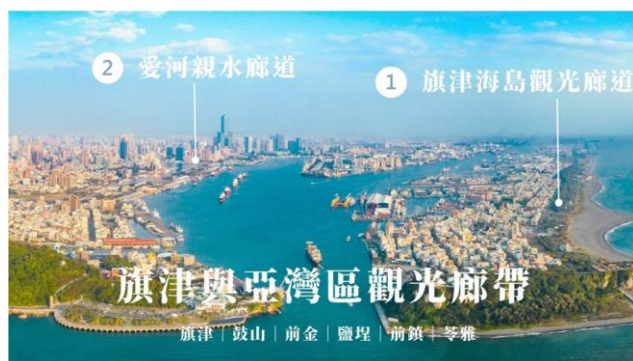 2 愛河親水廊道
1 旗津海島觀光廊道
旗津與亞灣區觀光廊帶
旗津｜鼓山｜前金｜鹽埕｜前鎮｜苓雅